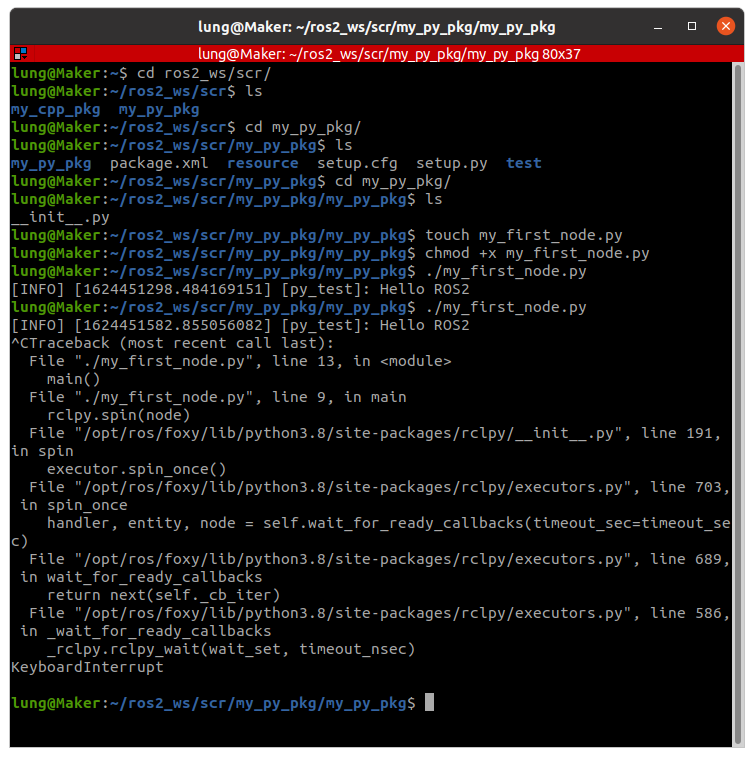 lung@Maker: ~/ros2_ws/scr/my_py_pkg/my_py_pkg
lung@Maker: ~/ros2_ws/scr/my_py_pkg/my_py_pkg 80x37
lung@Maker:~$ cd ros2_ws/scr/
lung@Maker:~/ros2_ws/scr$ ls
my_cpp_pkg  my_py_pkg
lung@Maker:~/ros2_ws/scr$ cd my_py_pkg/
lung@Maker:~/ros2_ws/scr/my_py_pkg$ ls
my_py_pkg  package.xml  resource  setup.cfg  setup.py  test
lung@Maker:~/ros2_ws/scr/my_py_pkg$ cd my_py_pkg/
lung@Maker:~/ros2_ws/scr/my_py_pkg/my_py_pkg$ ls
__init__.py
lung@Maker:~/ros2_ws/scr/my_py_pkg/my_py_pkg$ touch my_first_node.py
lung@Maker:~/ros2_ws/scr/my_py_pkg/my_py_pkg$ chmod +x my_first_node.py
lung@Maker:~/ros2_ws/scr/my_py_pkg/my_py_pkg$ ./my_first_node.py
[INFO] [1624451298.484169151] [py_test]: Hello ROS2
lung@Maker:~/ros2_ws/scr/my_py_pkg/my_py_pkg$ ./my_first_node.py
[INFO] [1624451582.855056082] [py_test]: Hello ROS2
^CTraceback (most recent call last):
  File "./my_first_node.py", line 13, in <module>
    main()
  File "./my_first_node.py", line 9, in main
    rclpy.spin(node)
  File "/opt/ros/foxy/lib/python3.8/site-packages/rclpy/__init__.py", line 191,
in spin
    executor.spin_once()
  File "/opt/ros/foxy/lib/python3.8/site-packages/rclpy/executors.py", line 703,
 in spin_once
    handler, entity, node = self.wait_for_ready_callbacks(timeout_sec=timeout_se
c)
  File "/opt/ros/foxy/lib/python3.8/site-packages/rclpy/executors.py", line 689,
 in wait_for_ready_callbacks
    return next(self._cb_iter)
  File "/opt/ros/foxy/lib/python3.8/site-packages/rclpy/executors.py", line 586,
 in _wait_for_ready_callbacks
    _rclpy.rclpy_wait(wait_set, timeout_nsec)
KeyboardInterrupt
lung@Maker:~/ros2_ws/scr/my_py_pkg/my_py_pkg$